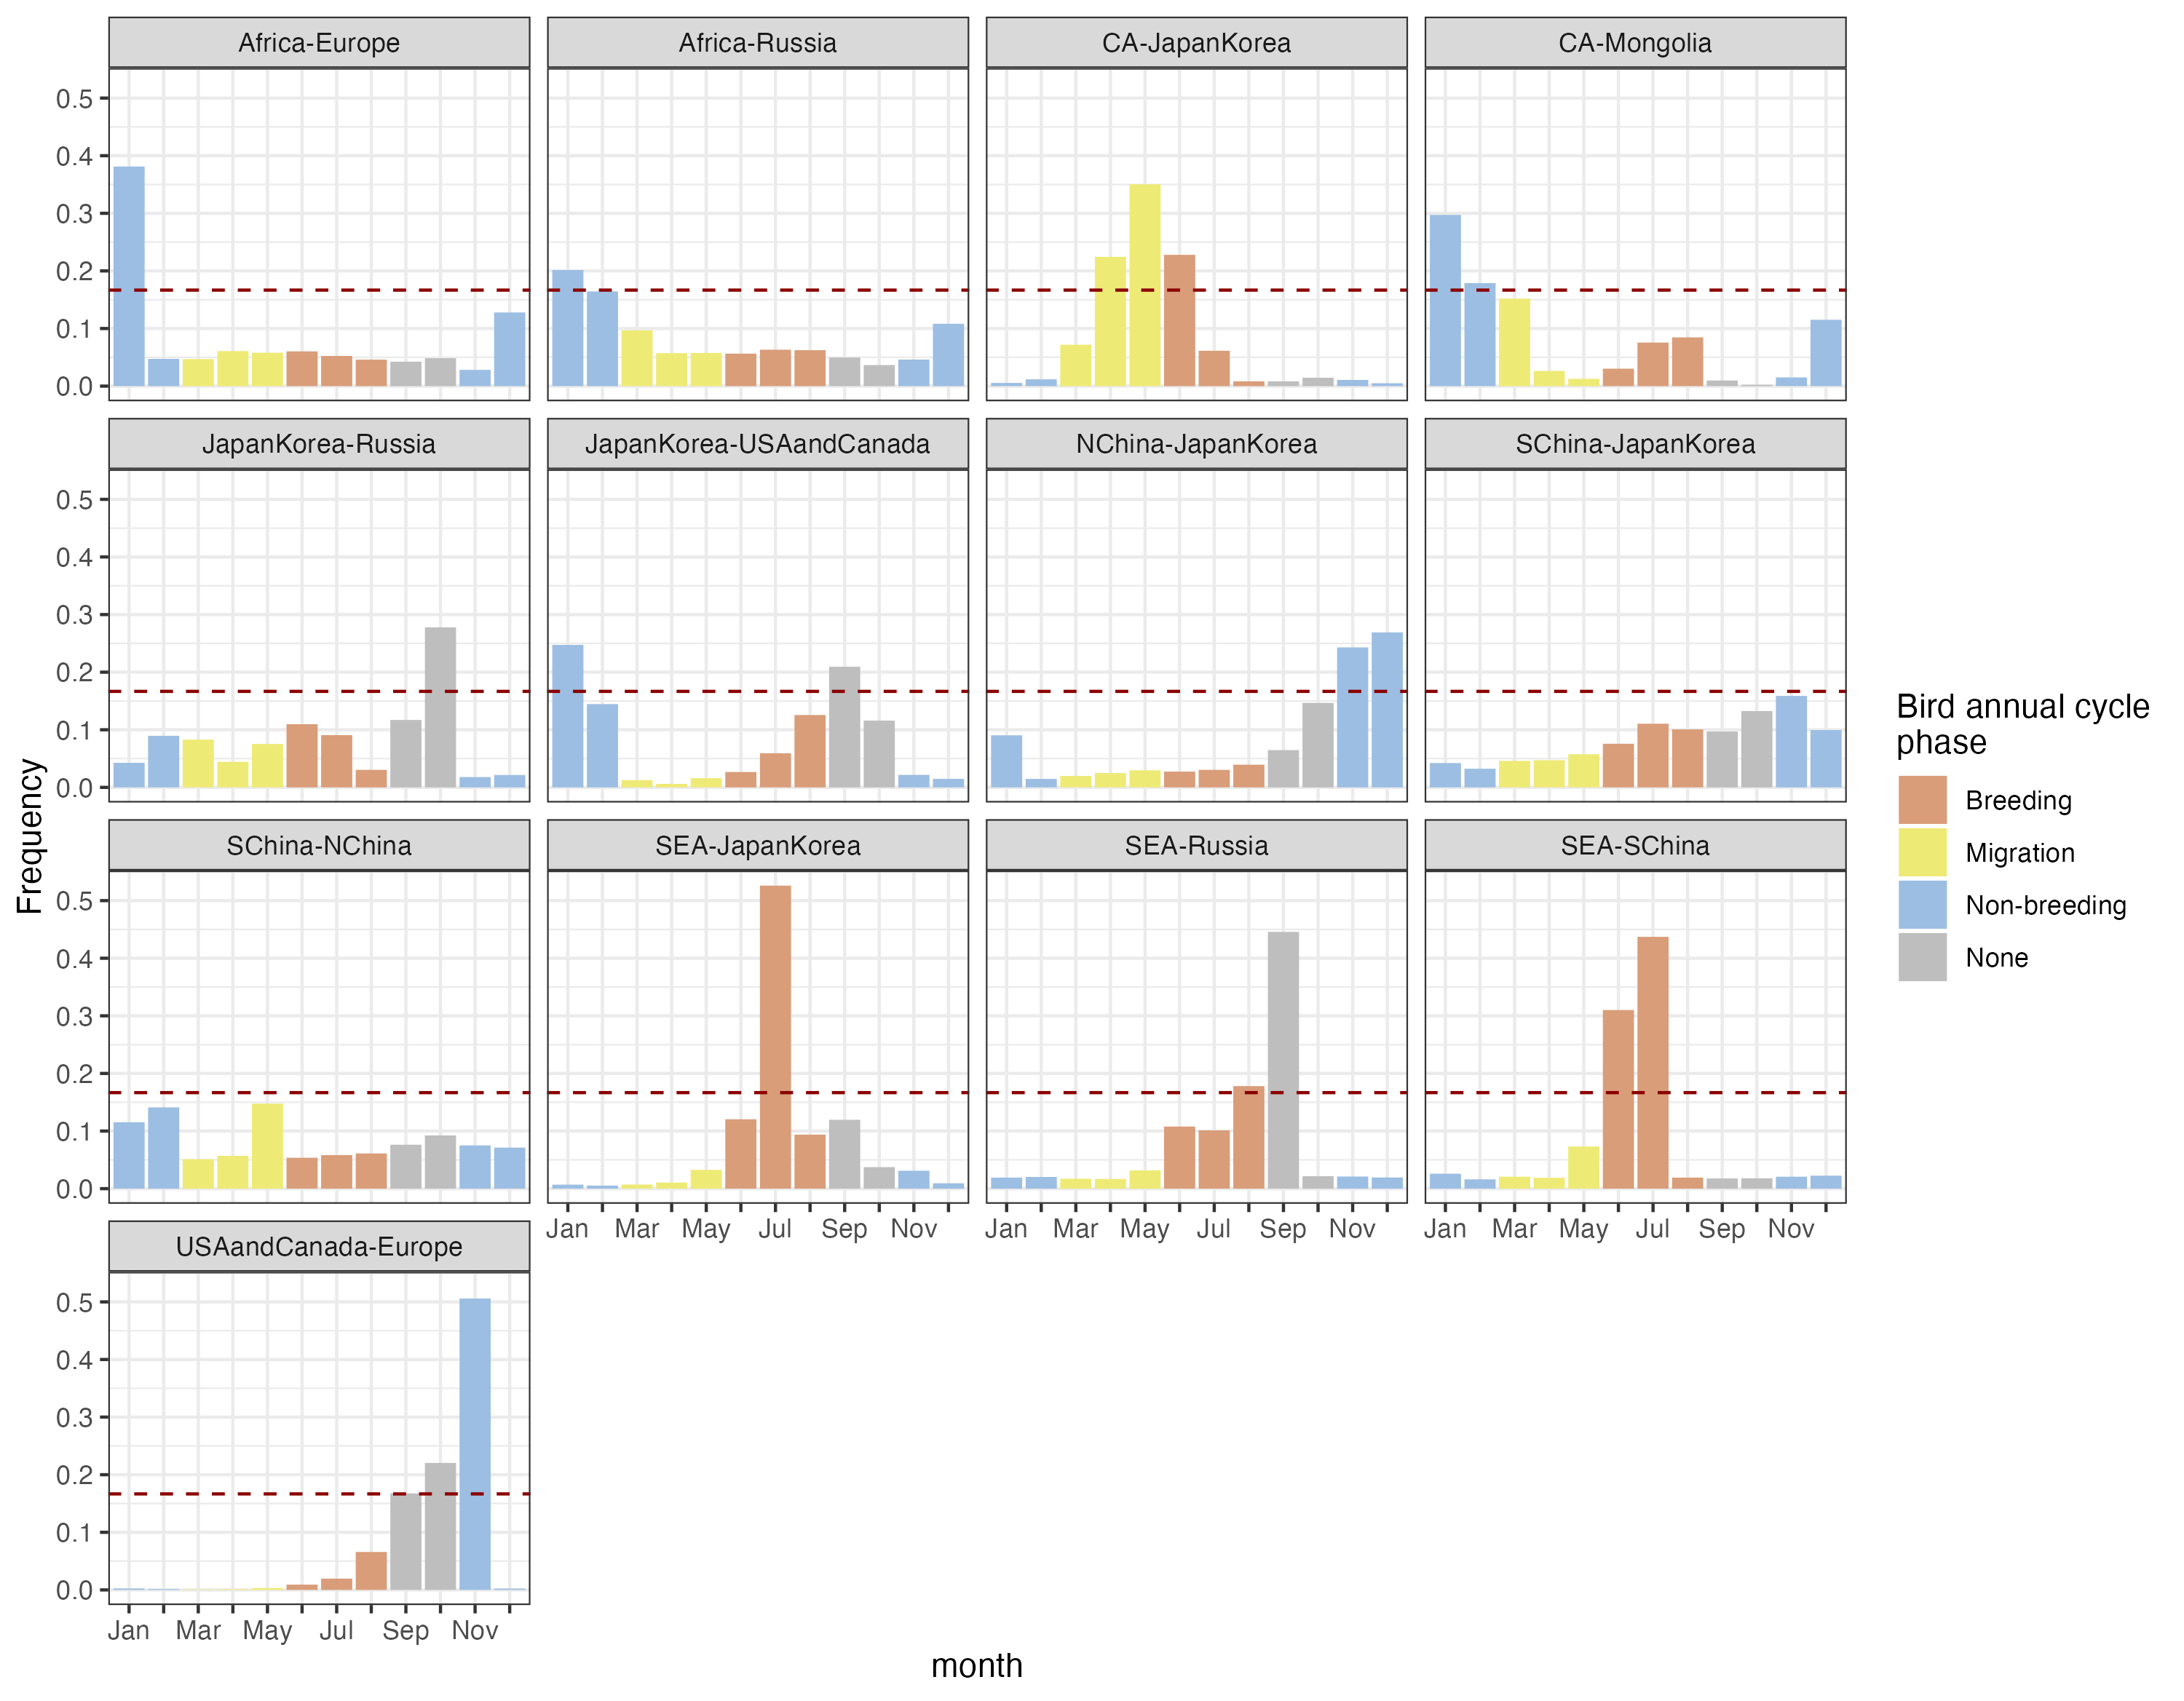 Africa-Europe
Africa-Russia
CA-JapanKorea
CA-Mongolia
0.5
0.4
0.3
0.2
0.1
0.0
JapanKorea-Russia
JapanKorea-USAandCanada
NChina-JapanKorea
SChina-JapanKorea
0.5
0.4
0.3
0.2
0.1
0.0
Frequency
SChina-NChina
SEA-JapanKorea
SEA-Russia
SEA-SChina
0.5
0.4
0.3
0.2
0.1
0.0
Jan Mar May Jul Sep Nov
Jan Mar May Jul Sep Nov
Jan Mar May Jul Sep Nov
USAandCanada-Europe
0.5
0.4
0.3
0.2
0.1
0.0
Jan Mar May Jul Sep Nov
month
Bird annual cycle
phase
Breeding
Migration
Non-breeding
None